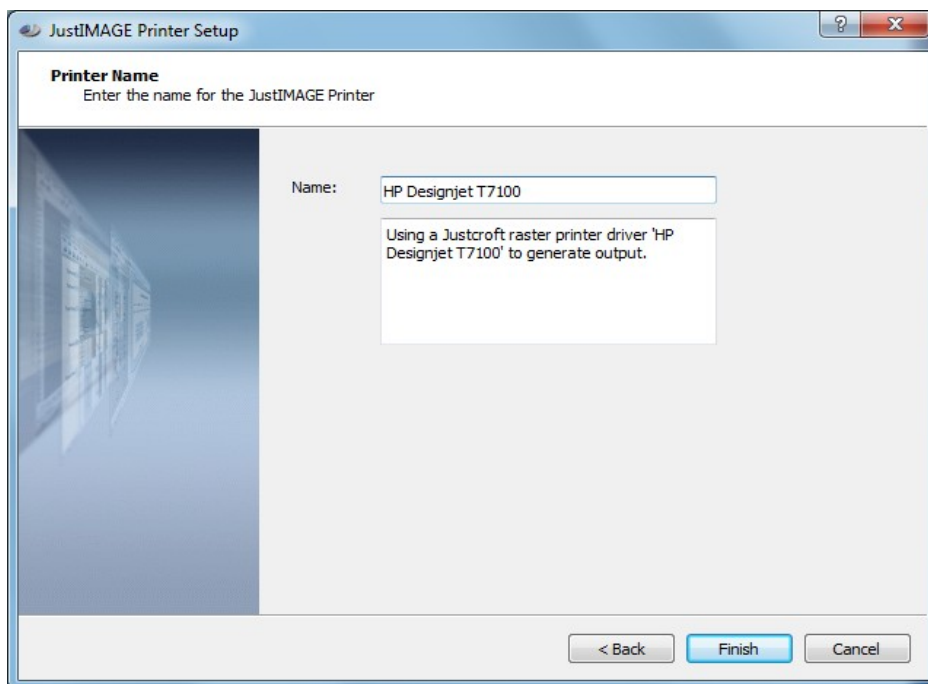 JustIMAGE Printer Setup
?
Printer Name
Enter the name for the JustIMAGE Printer
Name:
HP Designjet T7100
Using a Justcroft raster printer driver 'HP
Designjet T7100' to generate output.
< Back
Finish
Cancel